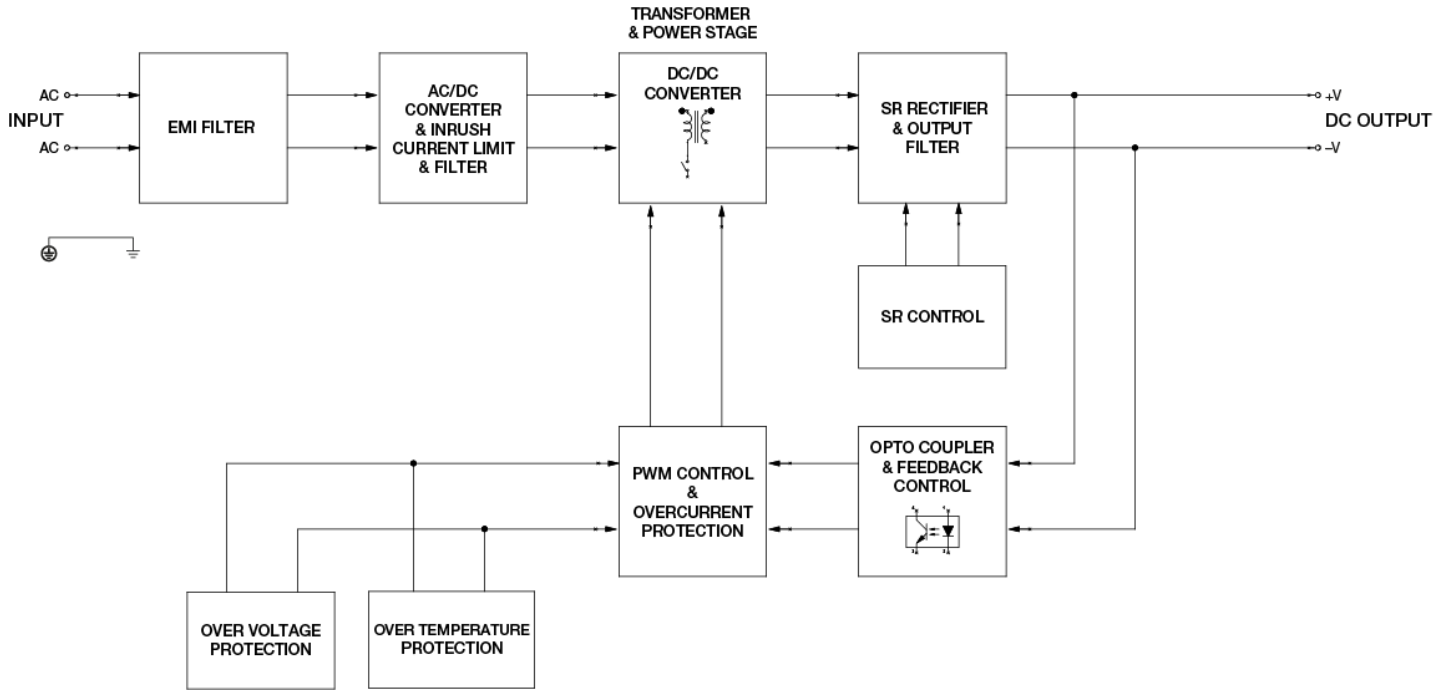 TRANSFORMER
& POWER STAGE
AC
INPUT
AC
EMI FILTER
AC/DC
CONVERTER
& INRUSH
CURRENT LIMIT
& FILTER
DC/DC
CONVERTER
SR RECTIFIER
& OUTPUT
FILTER
+V
DC OUTPUT
–V
SR CONTROL
PWM CONTROL
&
OVERCURRENT
PROTECTION
OPTO COUPLER
& FEEDBACK
CONTROL
OVER VOLTAGE
PROTECTION
OVER TEMPERATURE
PROTECTION